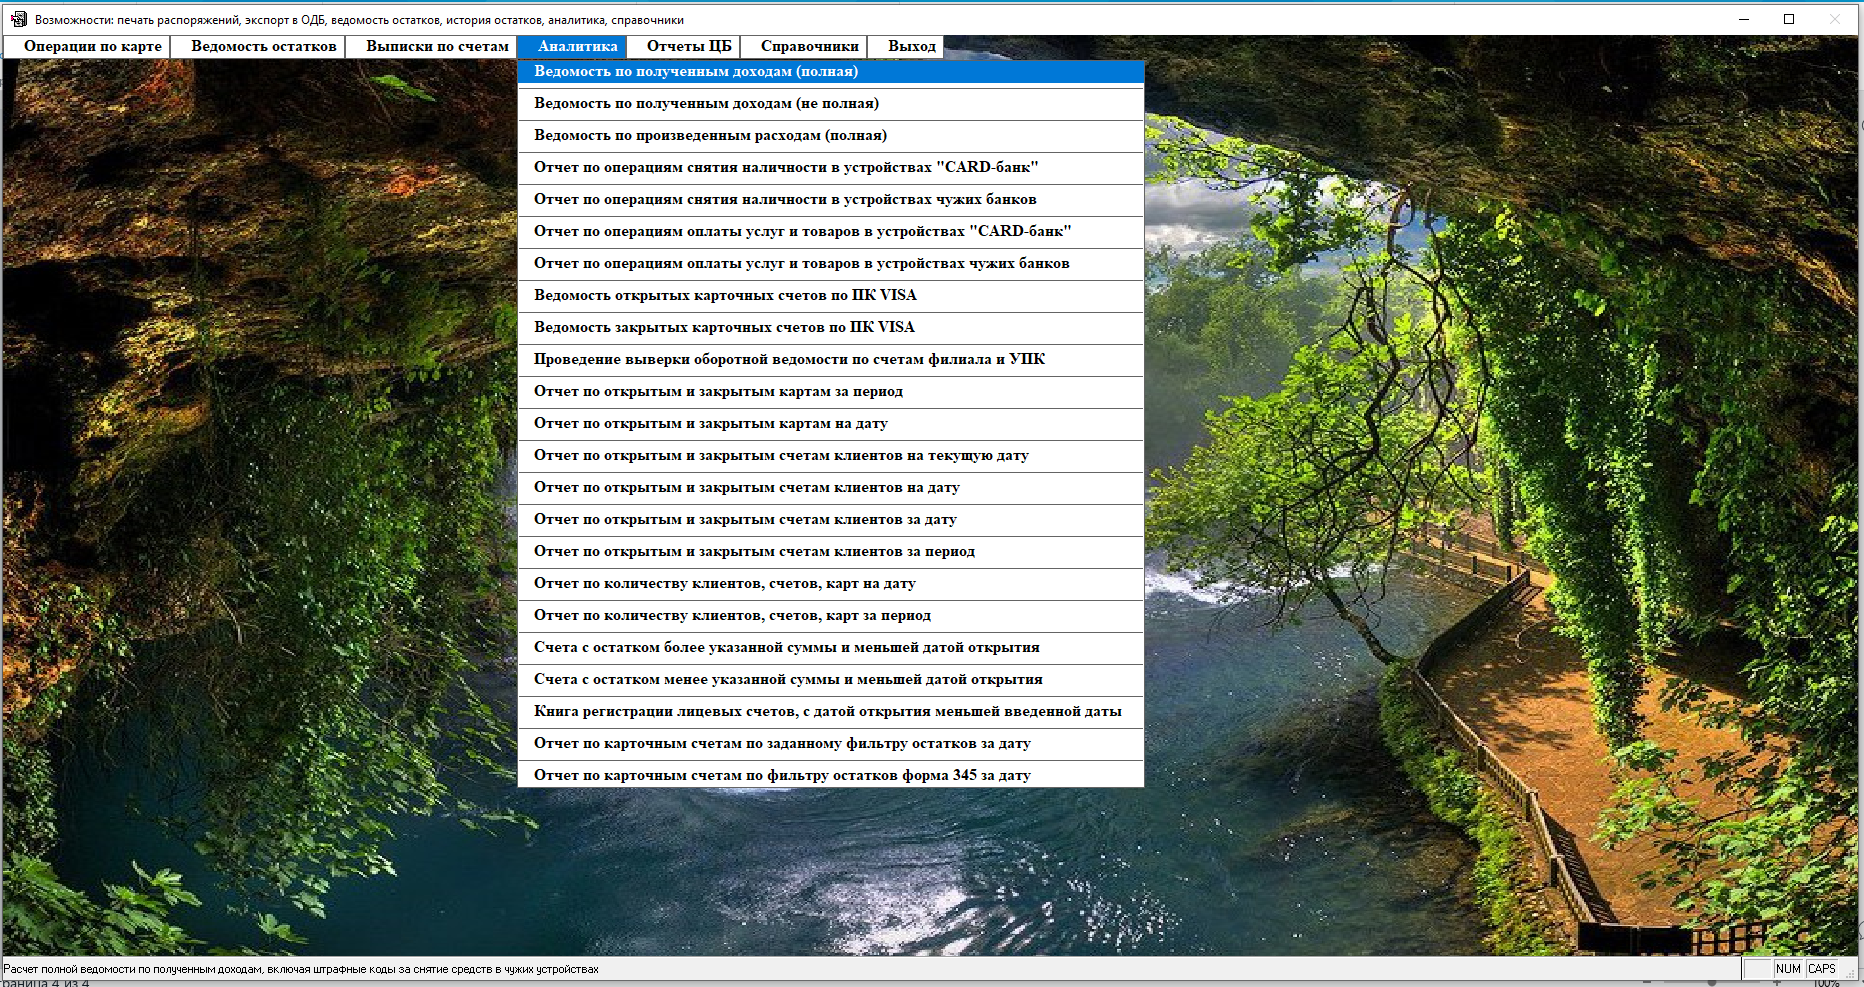 Возможности: печать распоряжений, экспорт в ОДБ, ведомость остатков, история остатков, аналитика, справочники
Операции по карте Ведомость остатков Выписки по счетам Аналитика Отчеты ЦБ Справочники Выход
Ведомость по полученным доходам (полная)
Ведомость по полученным доходам (не полная)
Ведомость по произведенным расходам (полная)
Отчет по операциям снятия наличности в устройствах "CARD-банк"
Отчет по операциям снятия наличности в устройствах чужих банков
Отчет по операциям оплаты услуг и товаров в устройствах "CARD-банк"
Отчет по операциям оплаты услуг и товаров в устройствах чужих банков
Ведомость открытых карточных счетов по ПК VISA
Ведомость закрытых карточных счетов по ПК VISA
Проведение выверки оборотной ведомости по счетам филиала и УПК
Отчет по открытым и закрытым картам за период
Отчет по открытым и закрытым картам на дату
Отчет по открытым и закрытым счетам клиентов на текущую дату
Отчет по открытым и закрытым счетам клиентов на дату
Отчет по открытым и закрытым счетам клиентов за дату
Отчет по открытым и закрытым счетам клиентов за период
Отчет по количеству клиентов, счетов, карт на дату
Отчет по количеству клиентов, счетов, карт за период
Счета с остатком более указанной суммы и меньшей датой открытия
Счета с остатком менее указанной суммы и меньшей датой открытия
Книга регистрации лицевых счетов, с датой открытия меньшей введенной даты
Отчет по карточным счетам по заданному фильтру остатков за дату
Отчет по карточным счетам по фильтру остатков форма 345 за дату
Расчет полной ведомости по полученным доходам, включая штрафные коды за снятие средств в чужих устройствах
NUM CAPS
раница 4 из 4 100%